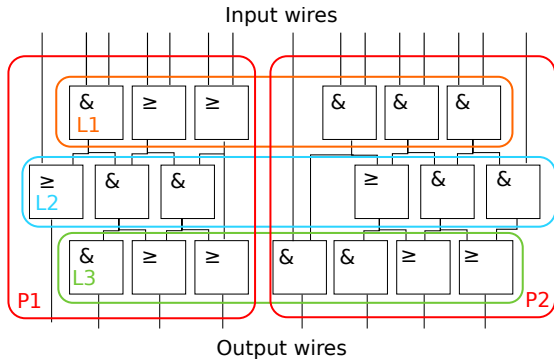 Input wires
& ≥ ≥ & & &
L1
≥ & & ≥ & &
L2
& ≥ ≥ & & ≥ ≥
L3
P1 P2
Output wires